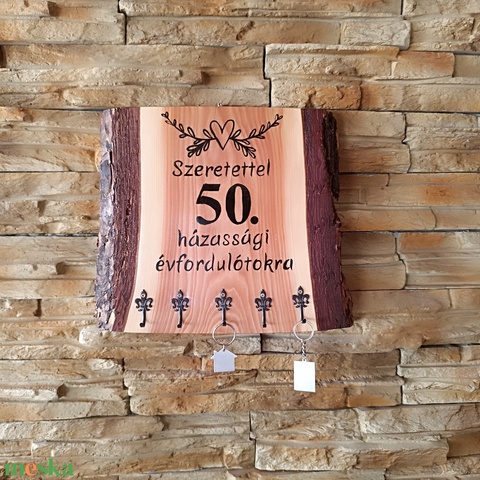 Szeretettel
50.
házassági
évfordulótokra
meska